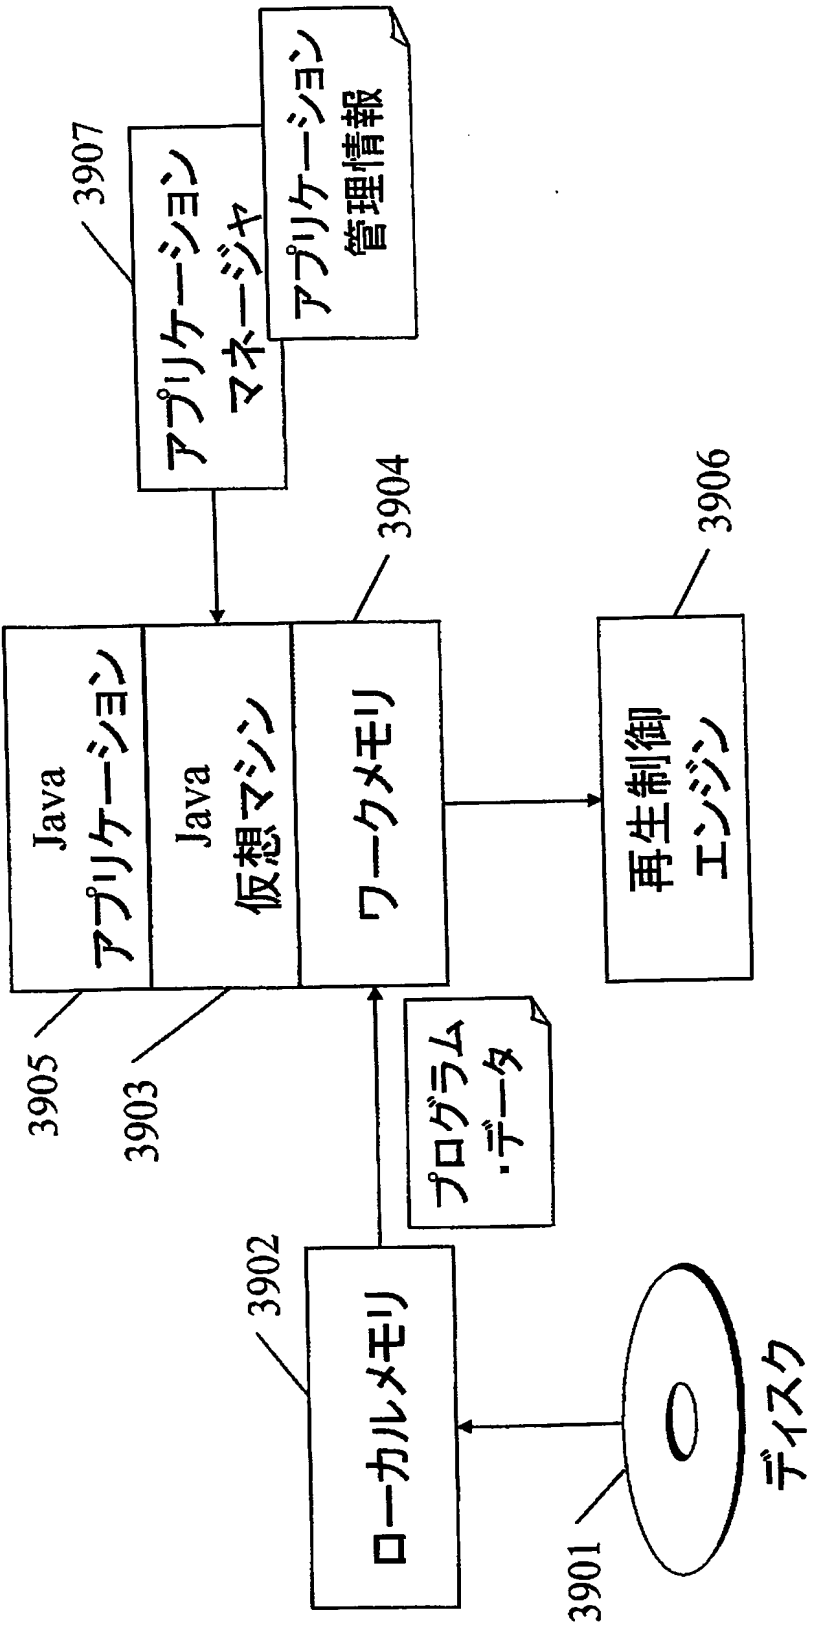 3905
Java
アプリケーション
3903
Java
仮想マシン
ワークメモリ
3904
3907
アプリケーション
マネージャ
アプリケーション
管理情報
3902
ローカルメモリ
プログラム
・データ
再生制御
エンジン
3906
3901
ディスク